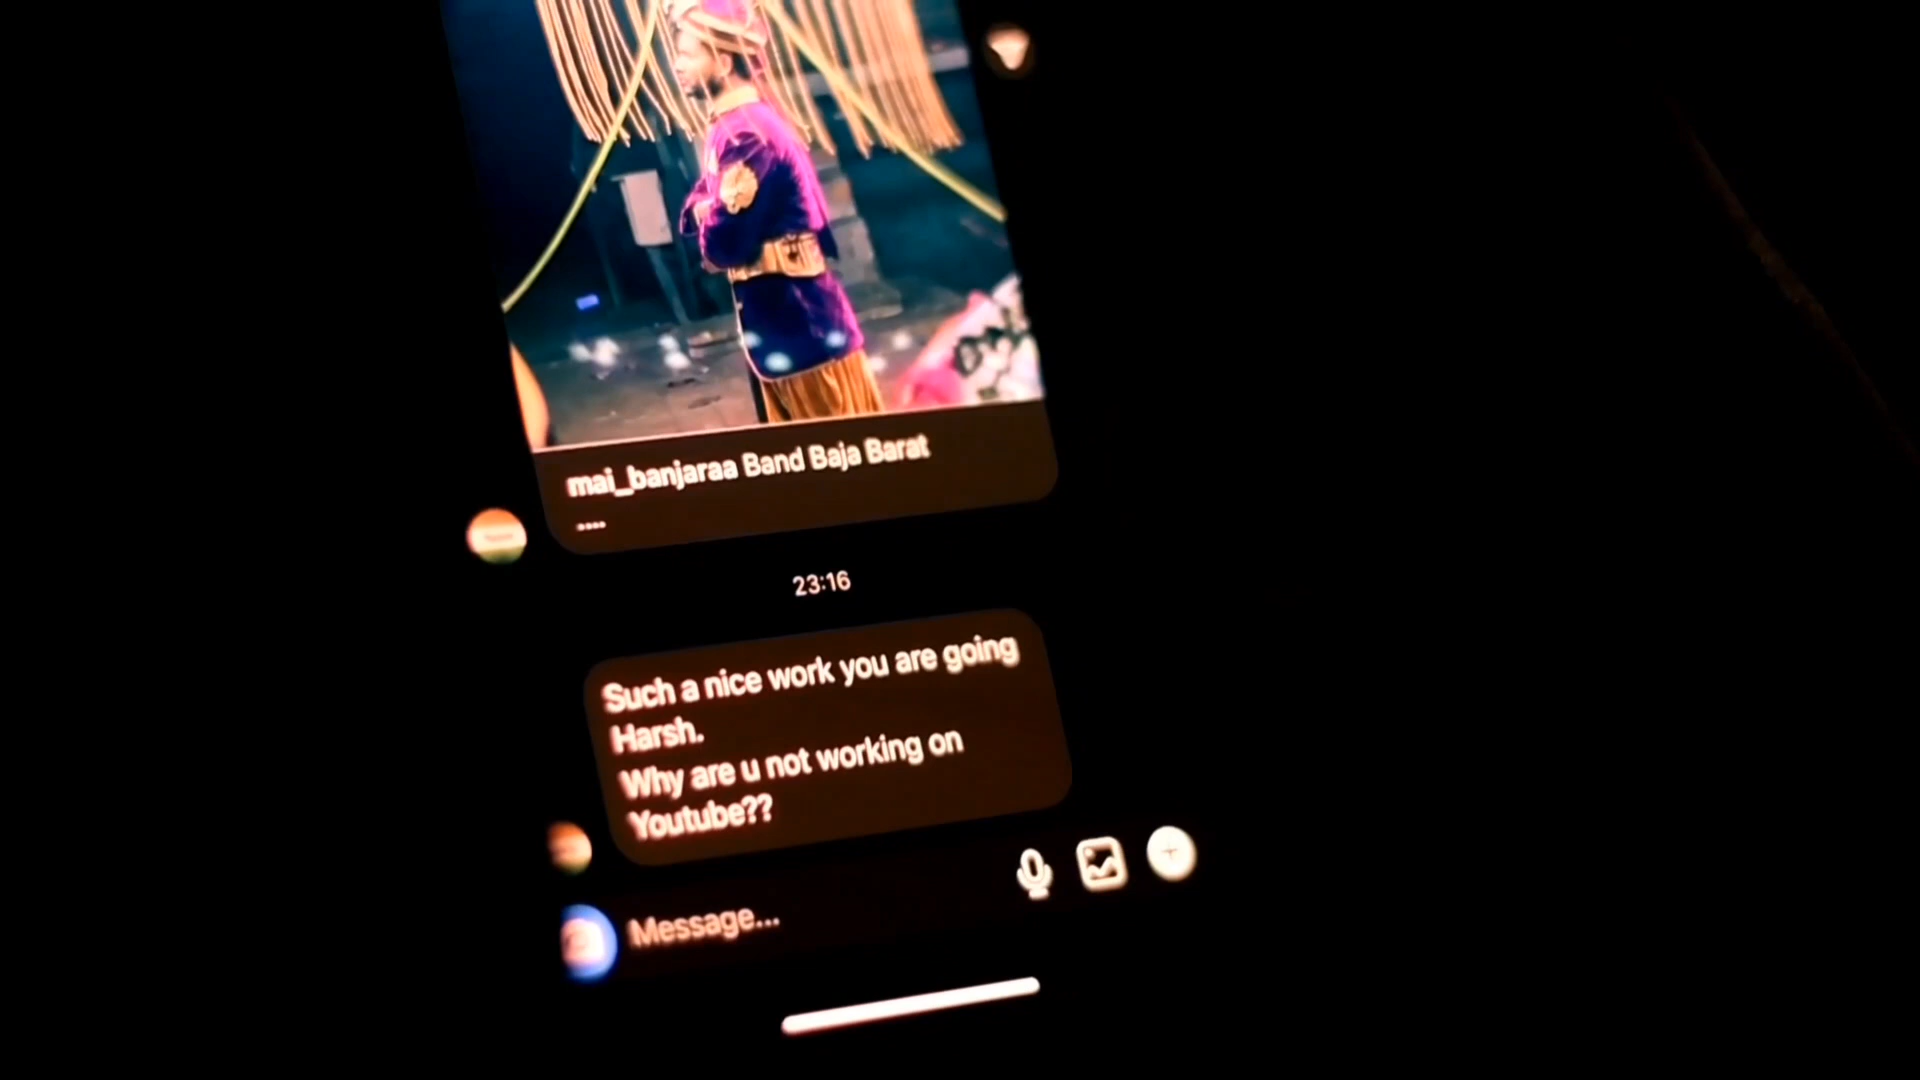 mai_banjaraa Band Baja Barat
....
23:16
Such a nice work you are going
Harsh.
Why are u not working on
Youtube??
Message...